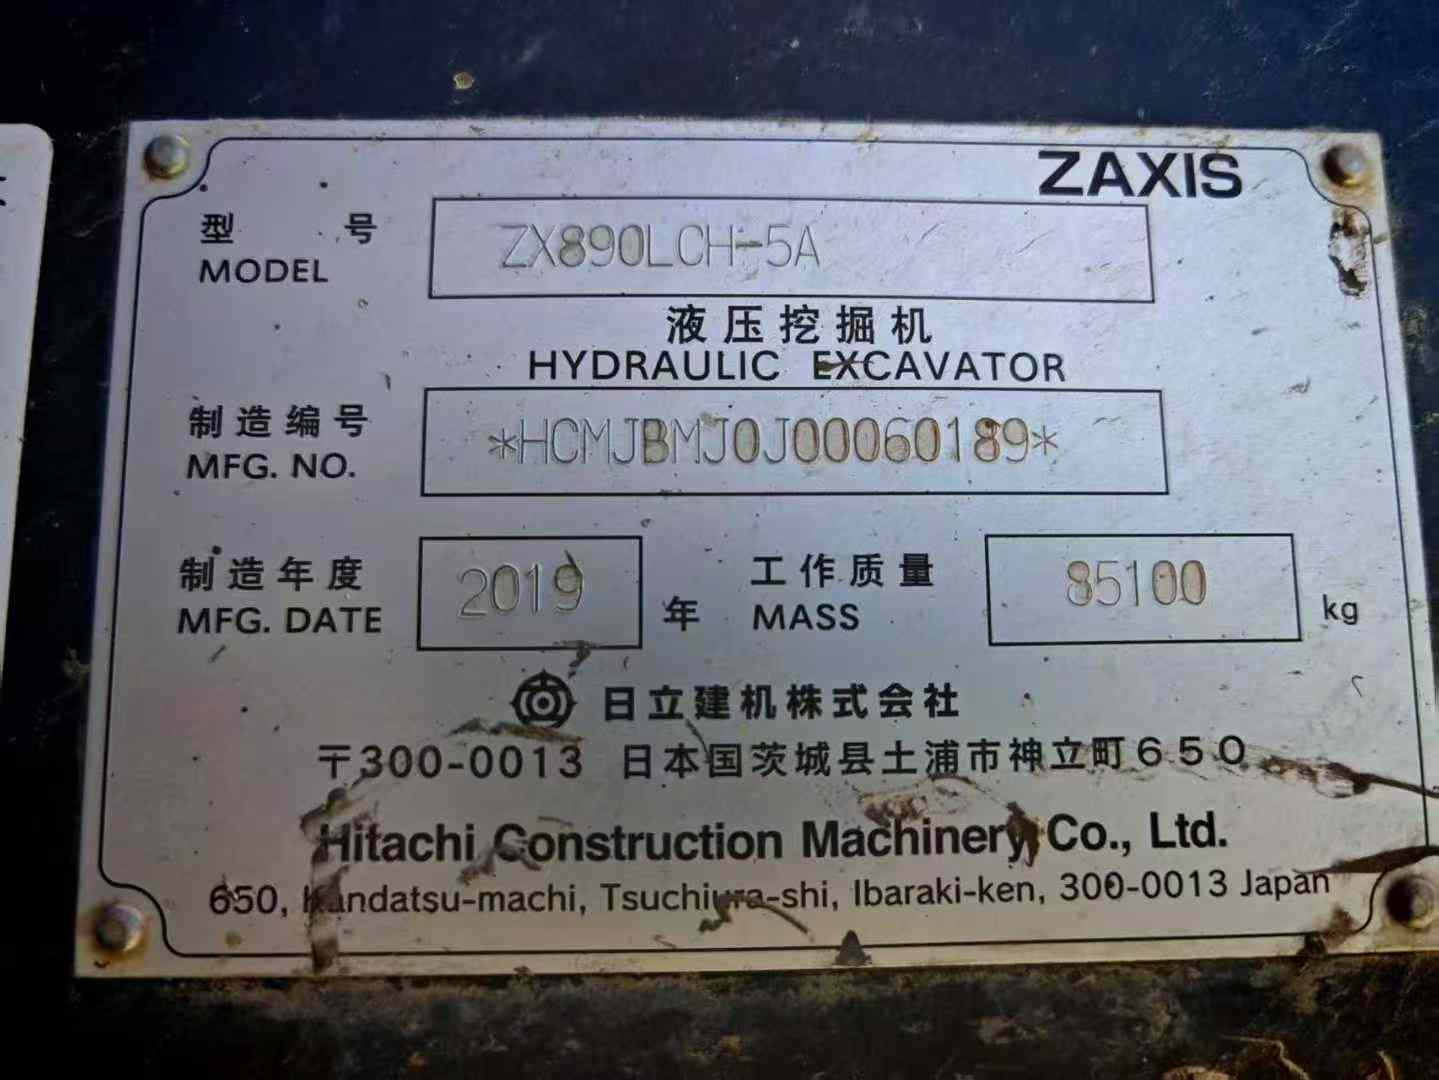 ZAXIS
型 号
MODEL
ZX890LCH-5A
液压挖掘机
HYDRAULIC EXCAVATOR
制造编号
MFG. NO.
*HCMJBMJ0J00060189*
制造年度
MFG. DATE
2019
年
工作质量
MASS
85100
kg
日立建机株式会社
〒300-0013 日本国茨城县土浦市神立町650
Hitachi Construction Machinery Co., Ltd.
650, Kandatsu-machi, Tsuchiura-shi, Ibaraki-ken, 300-0013 Japan